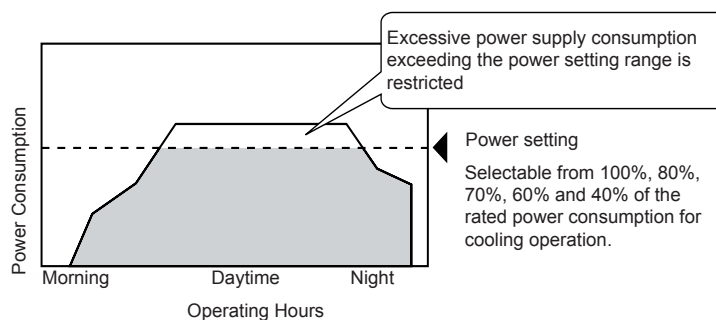 Excessive power supply consumption
exceeding the power setting range is
restricted
Power Consumption
Power setting
Selectable from 100%, 80%,
70%, 60% and 40% of the
rated power consumption for
cooling operation.
Morning Daytime Night
Operating Hours